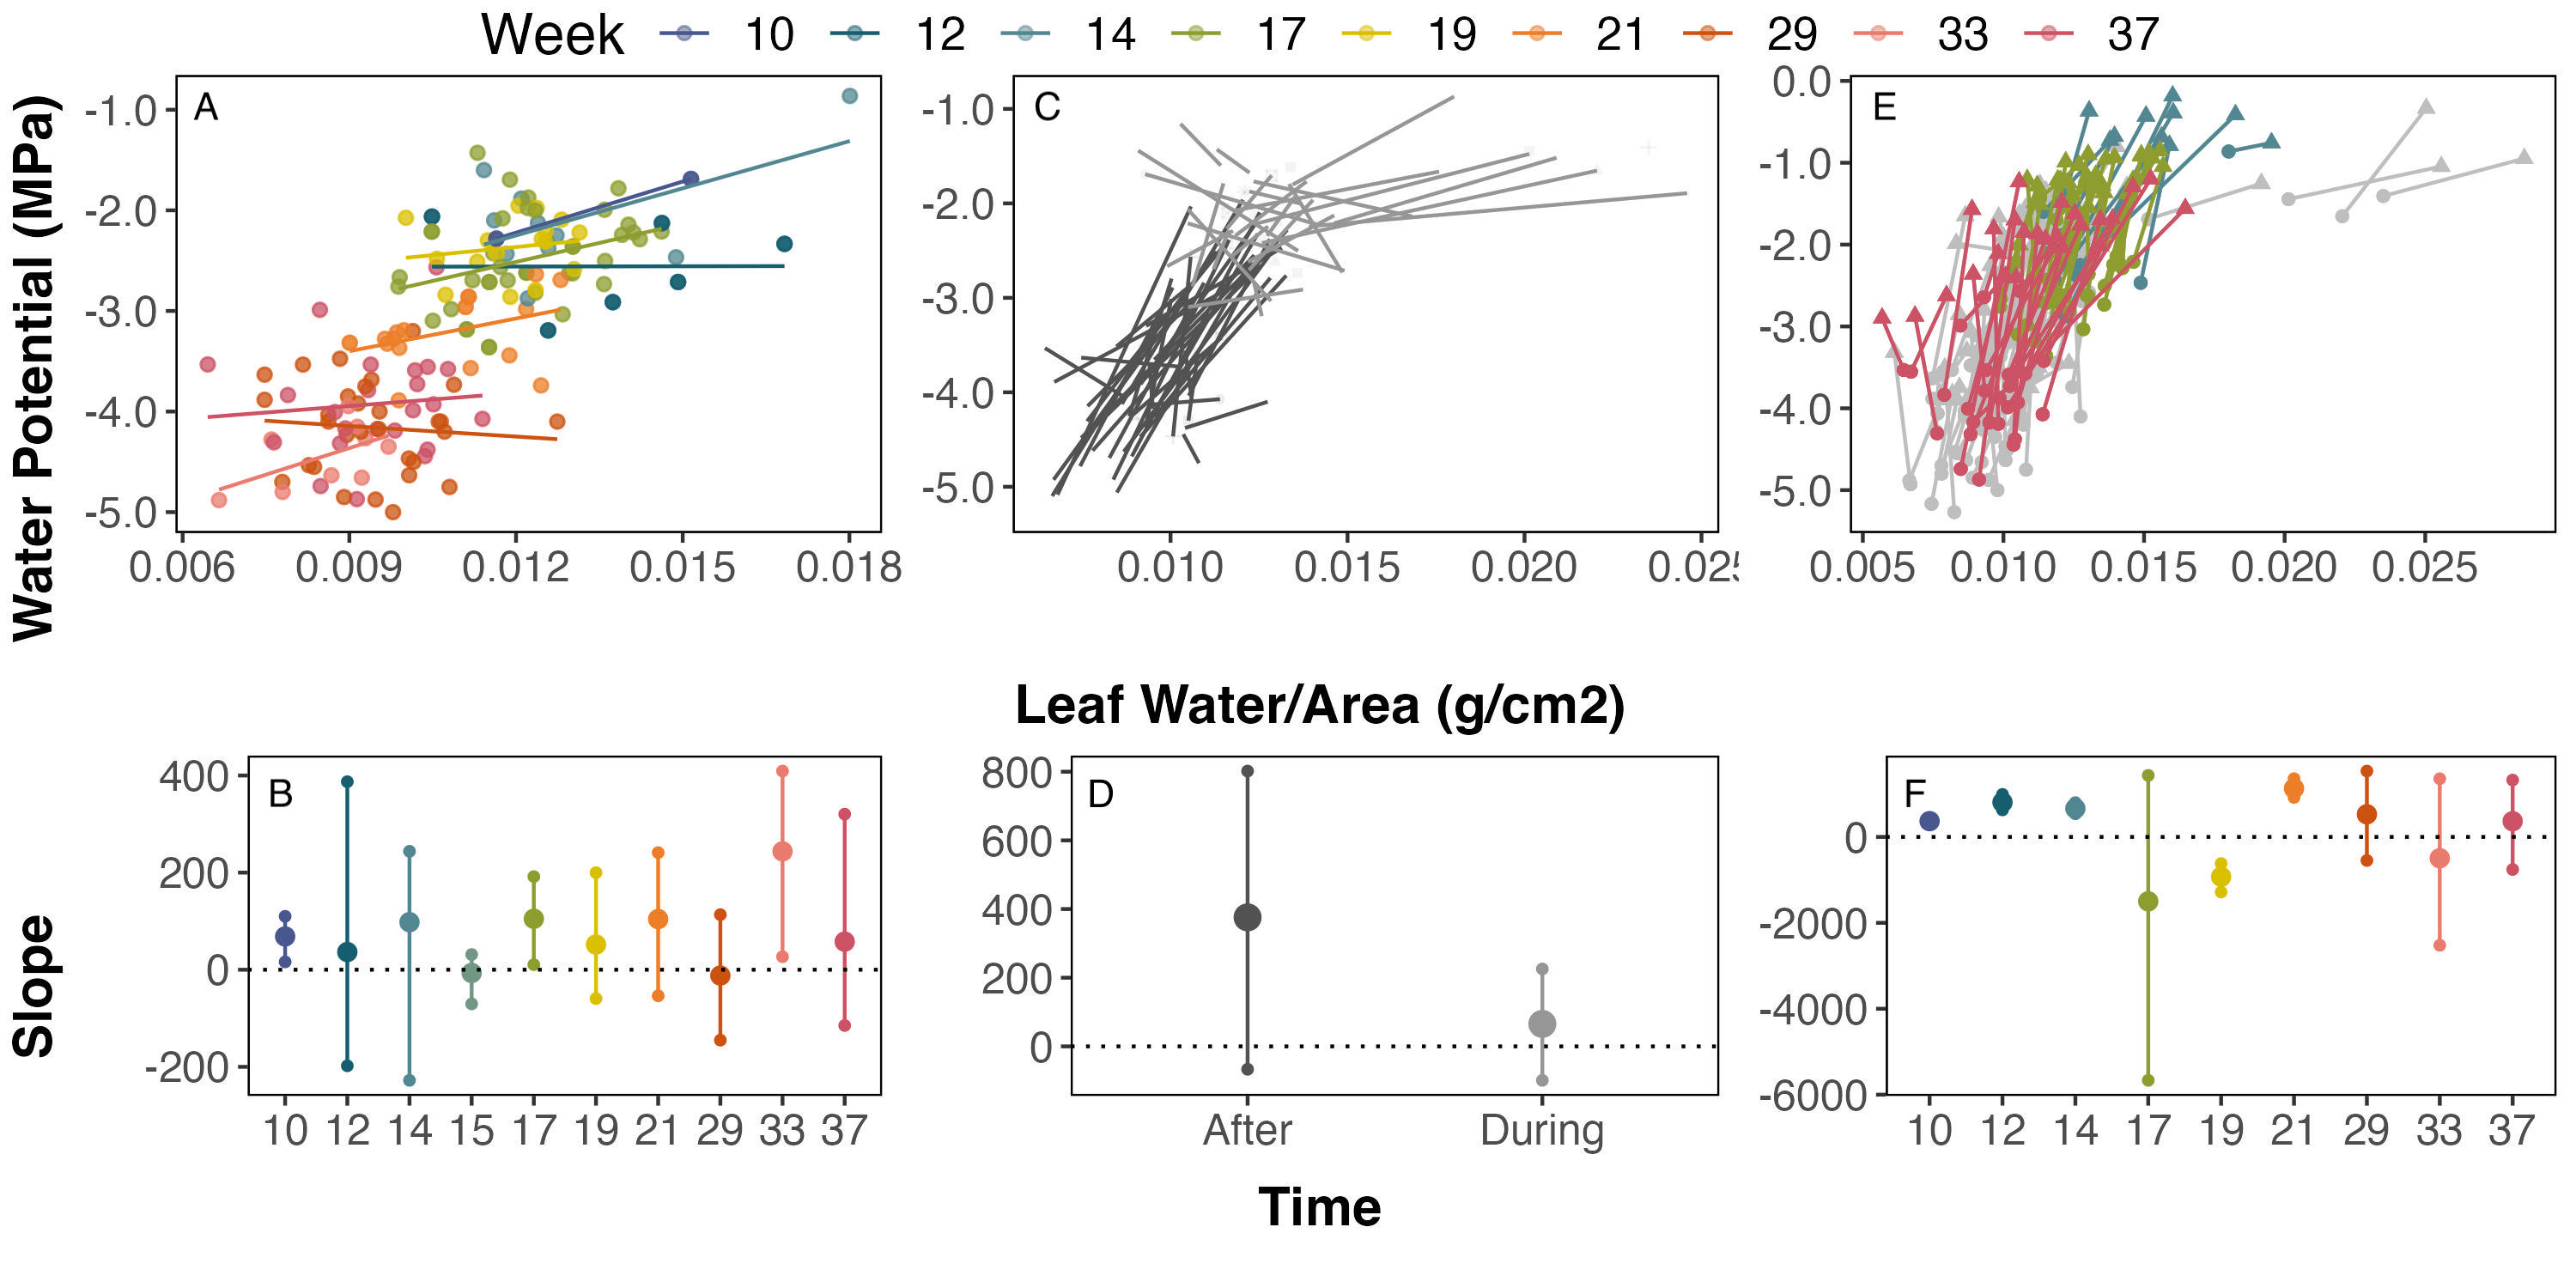 Week 10 12 14 17 19 21 29 33 37
Water Potential (MPa)
A
-1.0
-2.0
-3.0
-4.0
-5.0
0.006 0.009 0.012 0.015 0.018
C
-1.0
-2.0
-3.0
-4.0
-5.0
0.010 0.015 0.020 0.025
E
0.0
-1.0
-2.0
-3.0
-4.0
-5.0
0.005 0.010 0.015 0.020 0.025
Leaf Water/Area (g/cm2)
Slope
B
400
200
0
-200
10 12 14 15 17 19 21 29 33 37
D
800
600
400
200
0
After During
F
0
-2000
-4000
-6000
10 12 14 17 19 21 29 33 37
Time